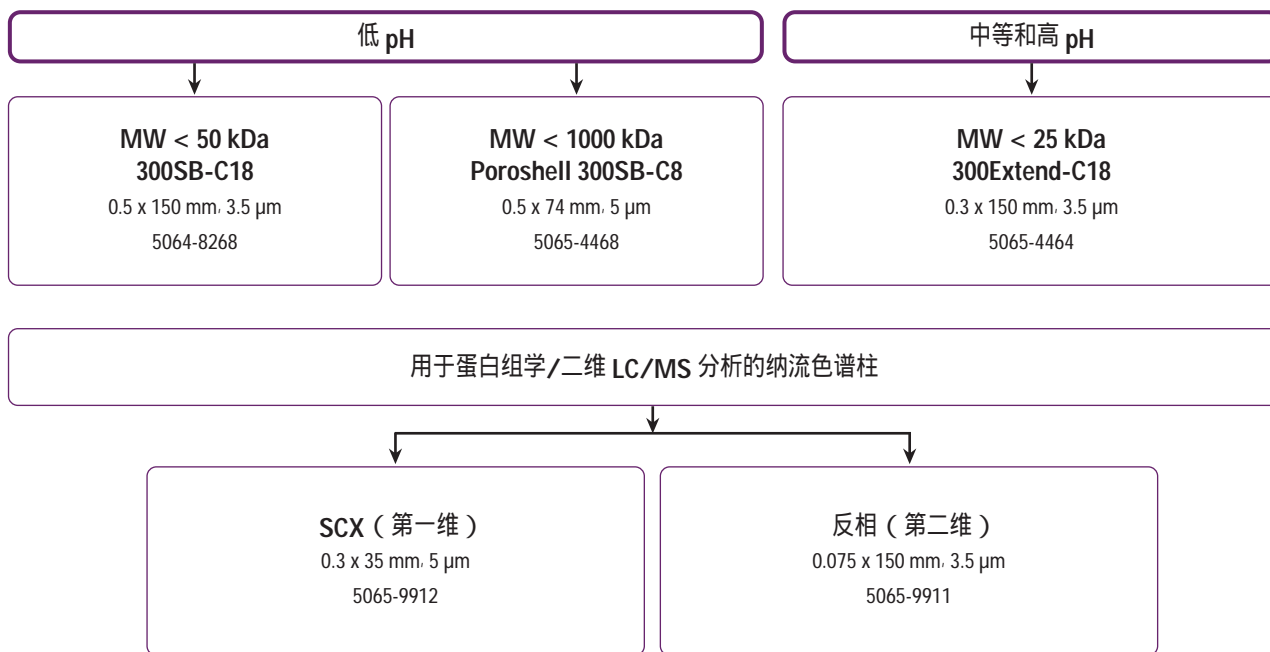 低 pH
中等和高 pH
MW < 50 kDa
300SB-C18
0.5 x 150 mm, 3.5 µm
5064-8268
MW < 1000 kDa
Poroshell 300SB-C8
0.5 x 74 mm, 5 µm
5065-4468
MW < 25 kDa
300Extend-C18
0.3 x 150 mm, 3.5 µm
5065-4464
用于蛋白组学/二维 LC/MS 分析的纳流色谱柱
SCX（第一维）
0.3 x 35 mm, 5 µm
5065-9912
反相（第二维）
0.075 x 150 mm, 3.5 µm
5065-9911